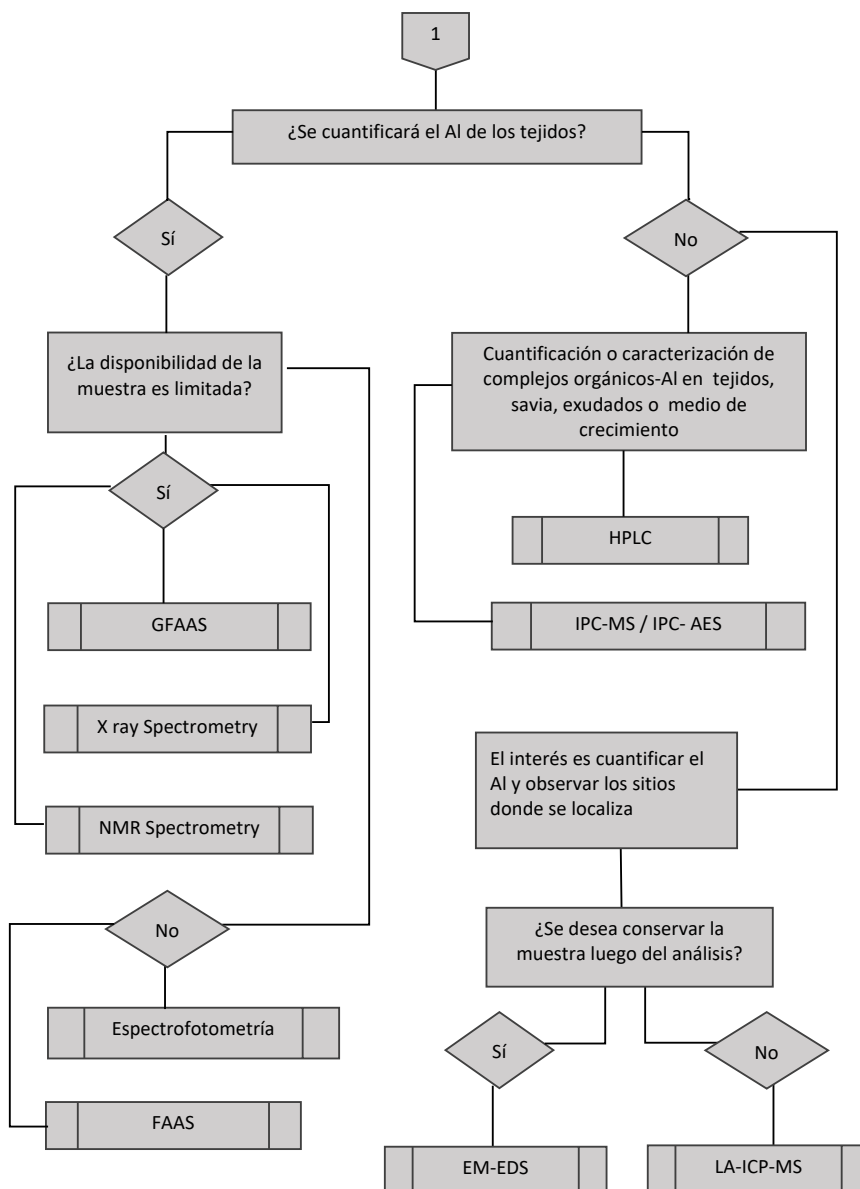 1
¿Se cuantificará el Al de los tejidos?
Sí
No
¿La disponibilidad de la
muestra es limitada?
Cuantificación o caracterización de
complejos orgánicos-Al en tejidos,
savia, exudados o medio de
crecimiento
Sí
HPLC
GFAAS
IPC-MS / IPC- AES
X ray Spectrometry
El interés es cuantificar el
Al y observar los sitios
donde se localiza
NMR Spectrometry
No
¿Se desea conservar la
muestra luego del análisis?
Espectrofotometría
Sí
No
FAAS
EM-EDS
LA-ICP-MS